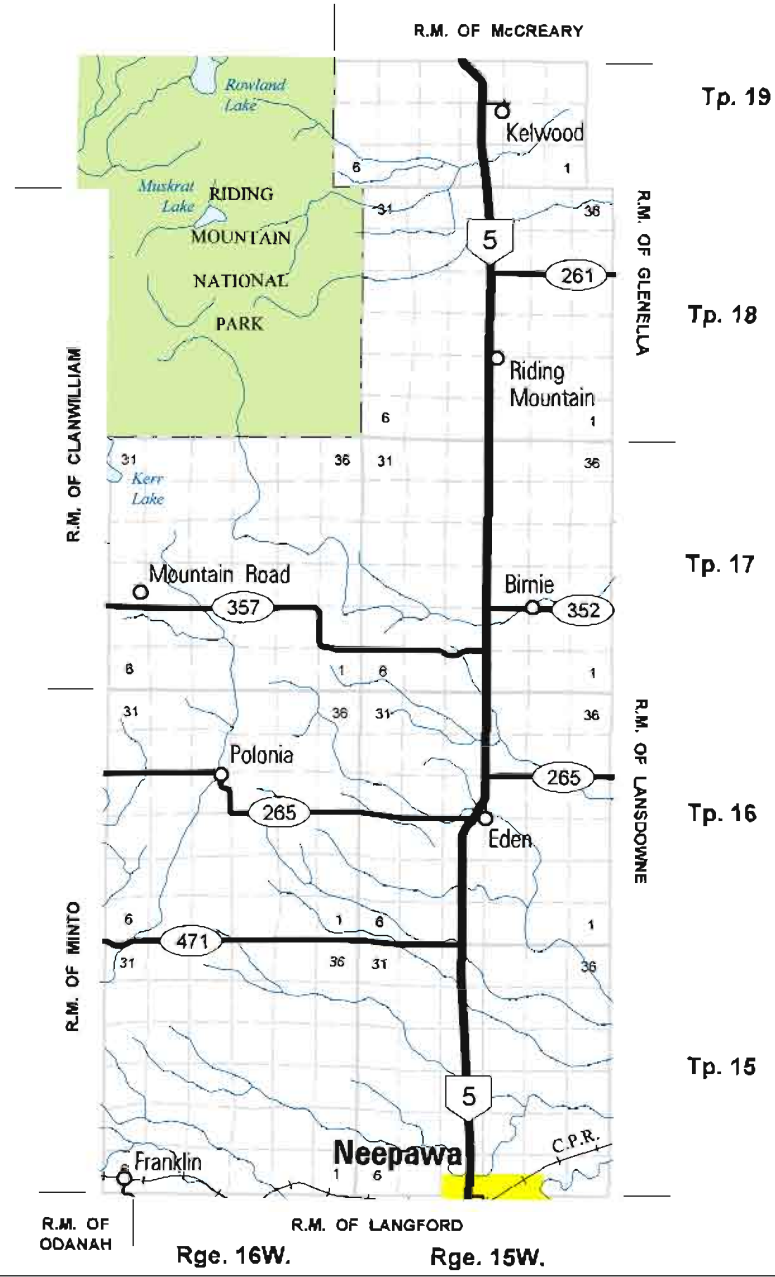 R.M. OF McCREARY
Tp. 19
Rowland
Lake
Kelwood
6
1
Muskrat
Lake
RIDING
MOUNTAIN
NATIONAL
PARK
31
36
5
R.M. OF GLENELLA
261
Tp. 18
Riding
Mountain
6
1
R.M. OF CLANWILLIAM
31
36
31
36
Kerr
Lake
Tp. 17
Mountain Road
357
Birnie
352
6
1
6
1
31
36
31
36
R.M. OF LANSDOWNE
Polonia
265
265
Eden
Tp. 16
6
1
6
1
R.M. OF MINTO
471
31
36
31
36
Tp. 15
5
Neepawa
C.P.R.
Franklin
6
1
6
R.M. OF
ODANAH
R.M. OF LANGFORD
Rge. 16W.
Rge. 15W.